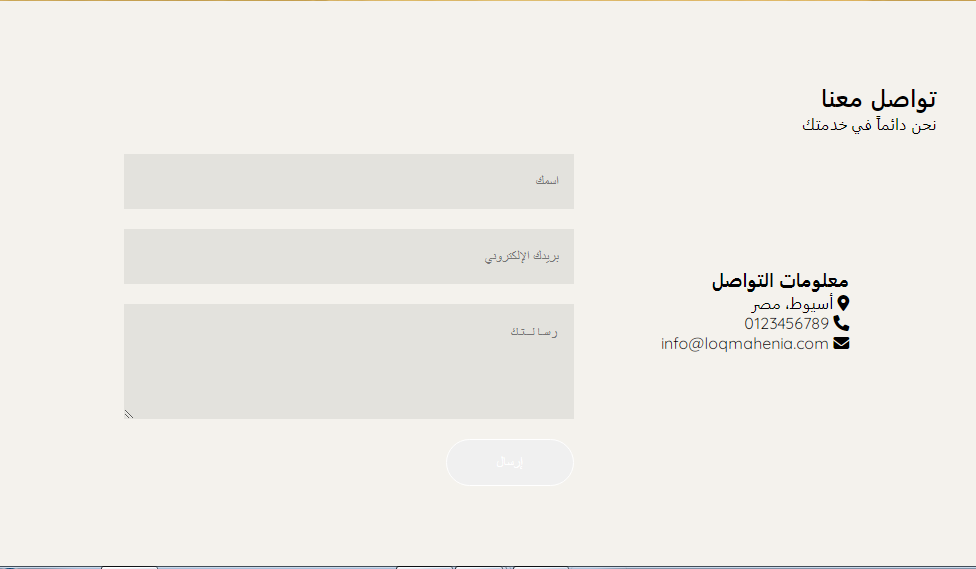 تواصل معنا
نحن دائماً في خدمتك
معلومات التواصل
أسيوط، مصر
0123456789
info@loqmahenia.com
اسمك
بريدك الإلكتروني
رسالتك
إرسال